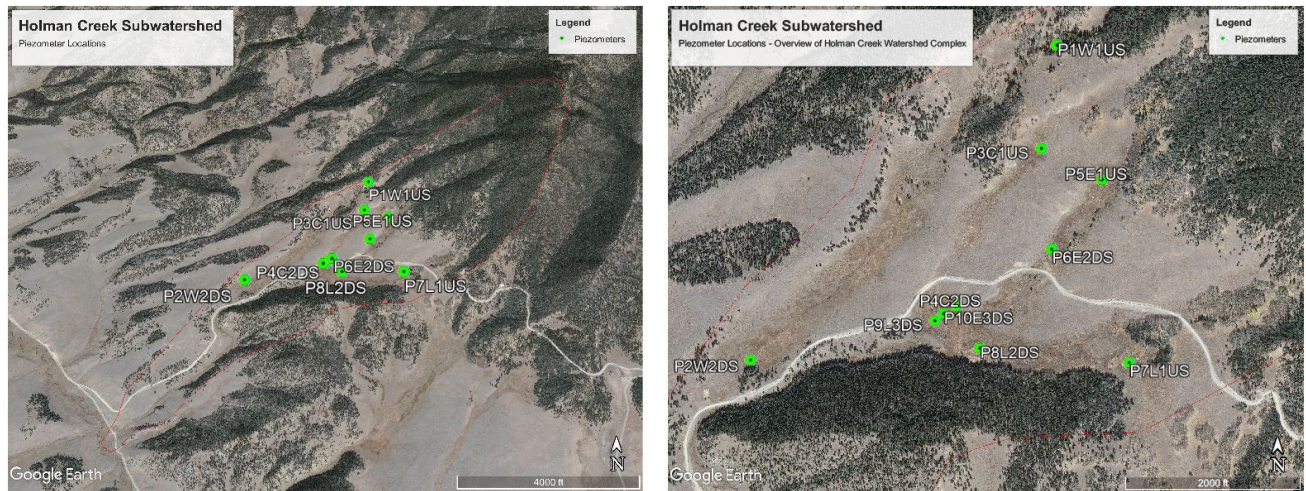 Holman Creek Subwatershed
Piezometer Locations
Legend
Piezometers
P1W1US
P3C1US
P5E1US
P4C2DS
P6E2DS
P2W2DS
P8L2DS
P7L1US
Google Earth
N
4000 ft
Holman Creek Subwatershed
Piezometer Locations - Overview of Holman Creek Watershed Complex
Legend
Piezometers
P1W1US
P3C1US
P5E1US
P6E2DS
P4C2DS
P10E3DS
P9L3DS
P8L2DS
P2W2DS
P7L1US
Google Earth
N
2000 ft